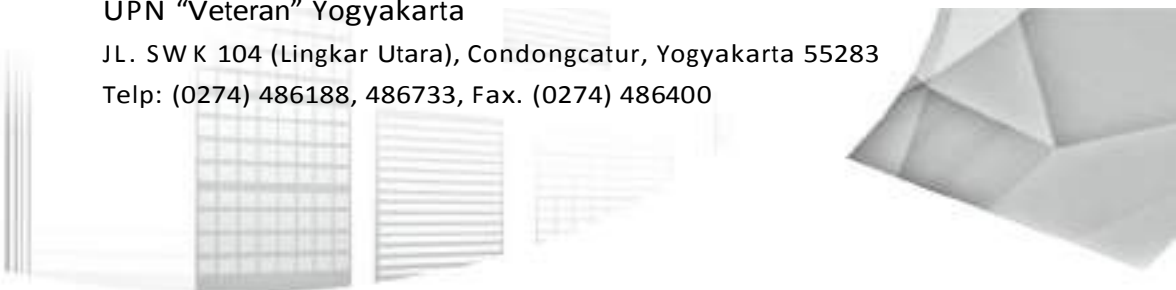 UPN “Veteran” Yogyakarta
JL. SWK 104 (Lingkar Utara), Condongcatur, Yogyakarta 55283
Telp: (0274) 486188, 486733, Fax. (0274) 486400